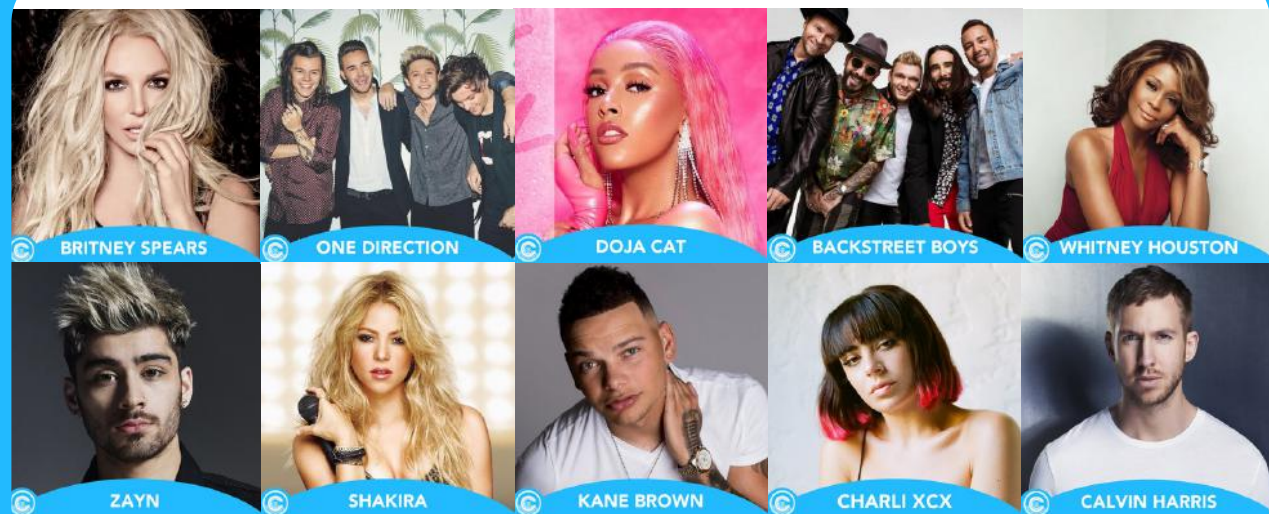 BRITNEY SPEARS
ONE DIRECTION
DOJA CAT
BACKSTREET BOYS
WHITNEY HOUSTON
ZAYN
SHAKIRA
KANE BROWN
CHARLI XCX
CALVIN HARRIS